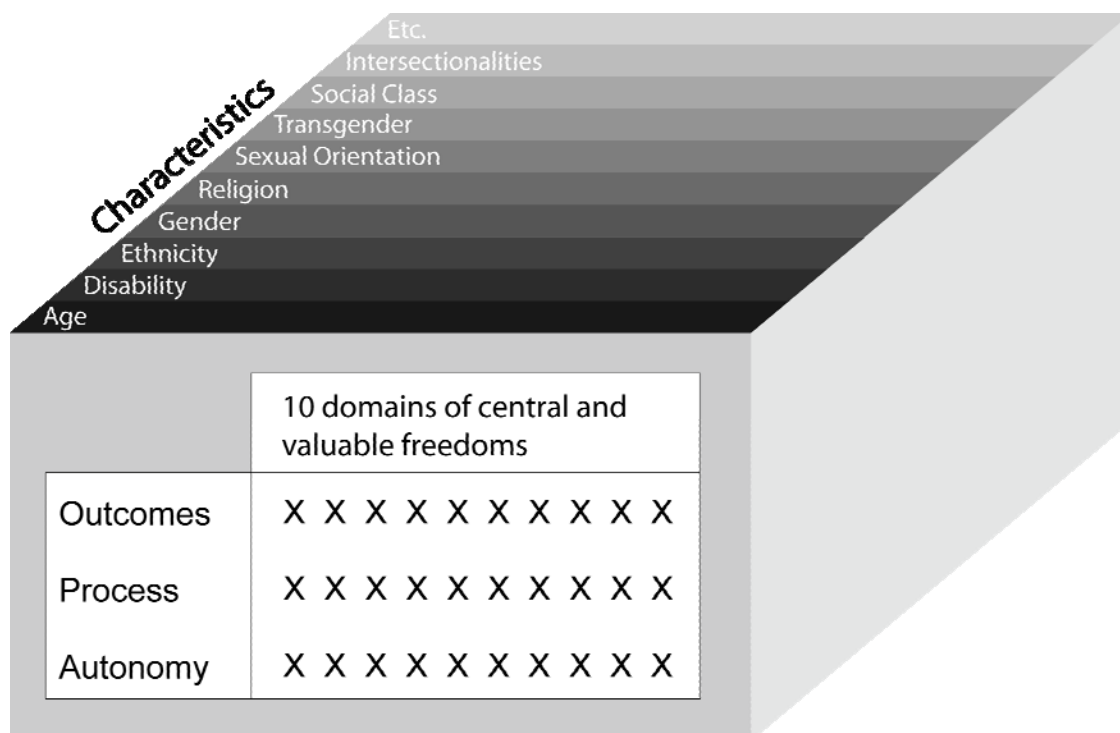 Etc.
Intersectionalities
Social Class
Transgender
Sexual Orientation
Religion
Gender
Ethnicity
Disability
Age
Characteristics
10 domains of central and
valuable freedoms
Outcomes X X X X X X X X X X
Process X X X X X X X X X X
Autonomy X X X X X X X X X X